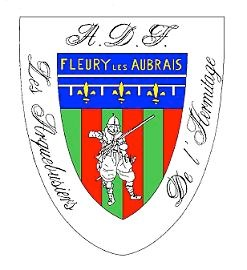 A.D.F.
FLEURY LES AUBRAIS
Les Arquebusiers
De l'Hermitage